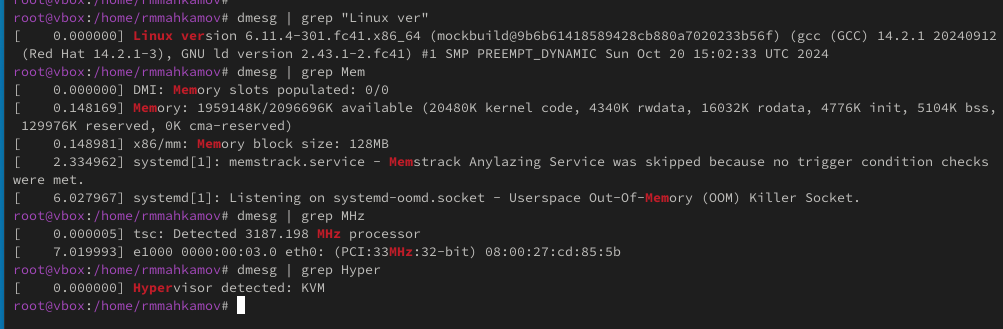 root@vbox:/home/rmmahkamov# dmesg | grep "Linux ver"
[    0.000000] Linux version 6.11.4-301.fc41.x86_64 (mockbuild@9b6b61418589428cb880a7020233b56f) (gcc (GCC) 14.2.1 20240912
(Red Hat 14.2.1-3), GNU ld version 2.43.1-2.fc41) #1 SMP PREEMPT_DYNAMIC Sun Oct 20 15:02:33 UTC 2024
root@vbox:/home/rmmahkamov# dmesg | grep Mem
[    0.000000] DMI: Memory slots populated: 0/0
[    0.148169] Memory: 1959148K/2096696K available (20480K kernel code, 4340K rwdata, 16032K rodata, 4776K init, 5104K bss,
129976K reserved, 0K cma-reserved)
[    0.148981] x86/mm: Memory block size: 128MB
[    2.334962] systemd[1]: memstrack.service - Memstrack Anylazing Service was skipped because no trigger condition checks
were met.
[    6.027967] systemd[1]: Listening on systemd-oomd.socket - Userspace Out-Of-Memory (OOM) Killer Socket.
root@vbox:/home/rmmahkamov# dmesg | grep MHz
[    0.000005] tsc: Detected 3187.198 MHz processor
[    7.019993] e1000 0000:00:03.0 eth0: (PCI:33MHz:32-bit) 08:00:27:cd:85:5b
root@vbox:/home/rmmahkamov# dmesg | grep Hyper
[    0.000000] Hypervisor detected: KVM
root@vbox:/home/rmmahkamov#